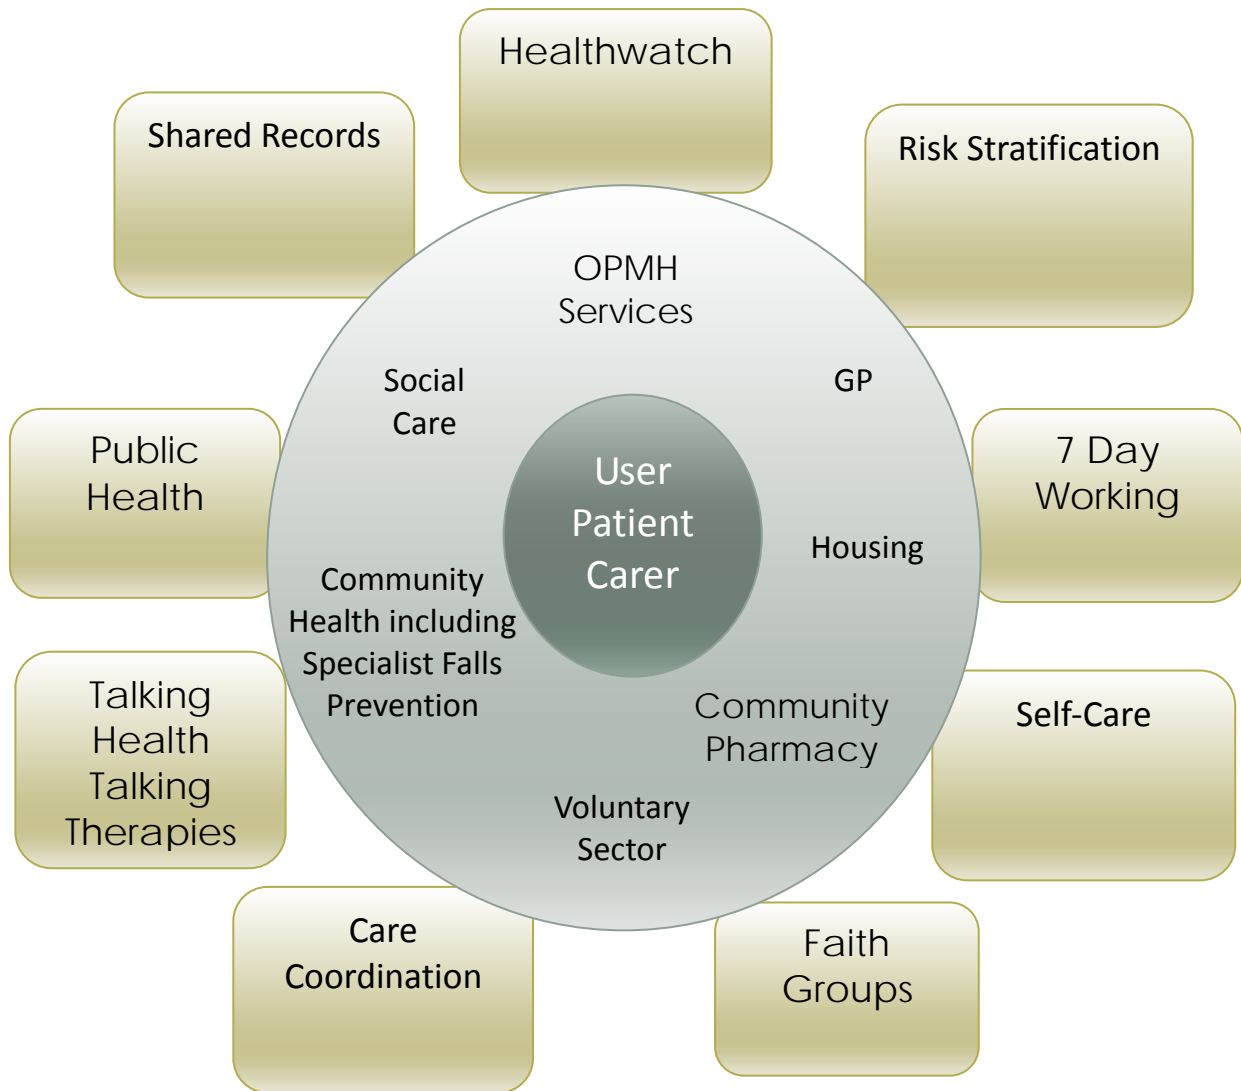 Healthwatch
Shared Records
Risk Stratification
OPMH
Services
Social
Care
GP
Public
Health
User
Patient
Carer
7 Day
Working
Housing
Community
Health including
Specialist Falls
Prevention
Talking
Health
Talking
Therapies
Community
Pharmacy
Self-Care
Voluntary
Sector
Care
Coordination
Faith
Groups